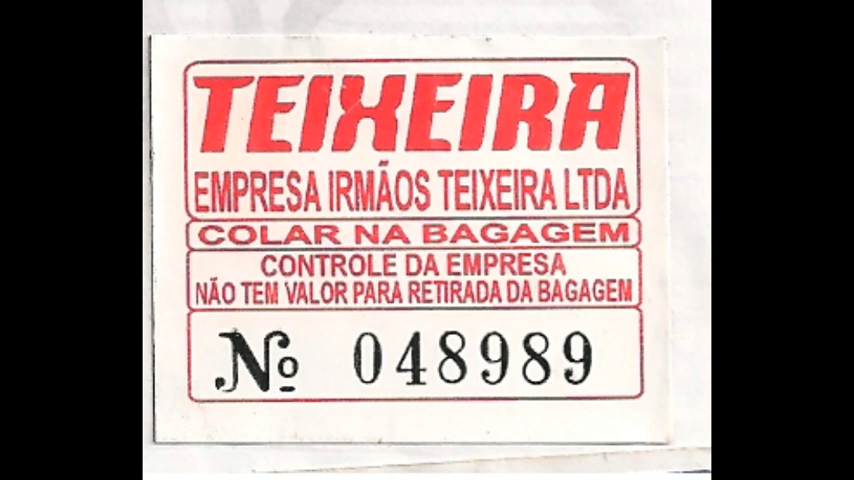 TEIXEIRA
EMPRESA IRMÃOS TEIXEIRA LTDA
COLAR NA BAGAGEM
CONTROLE DA EMPRESA
NÃO TEM VALOR PARA RETIRADA DA BAGAGEM
Nº 048989